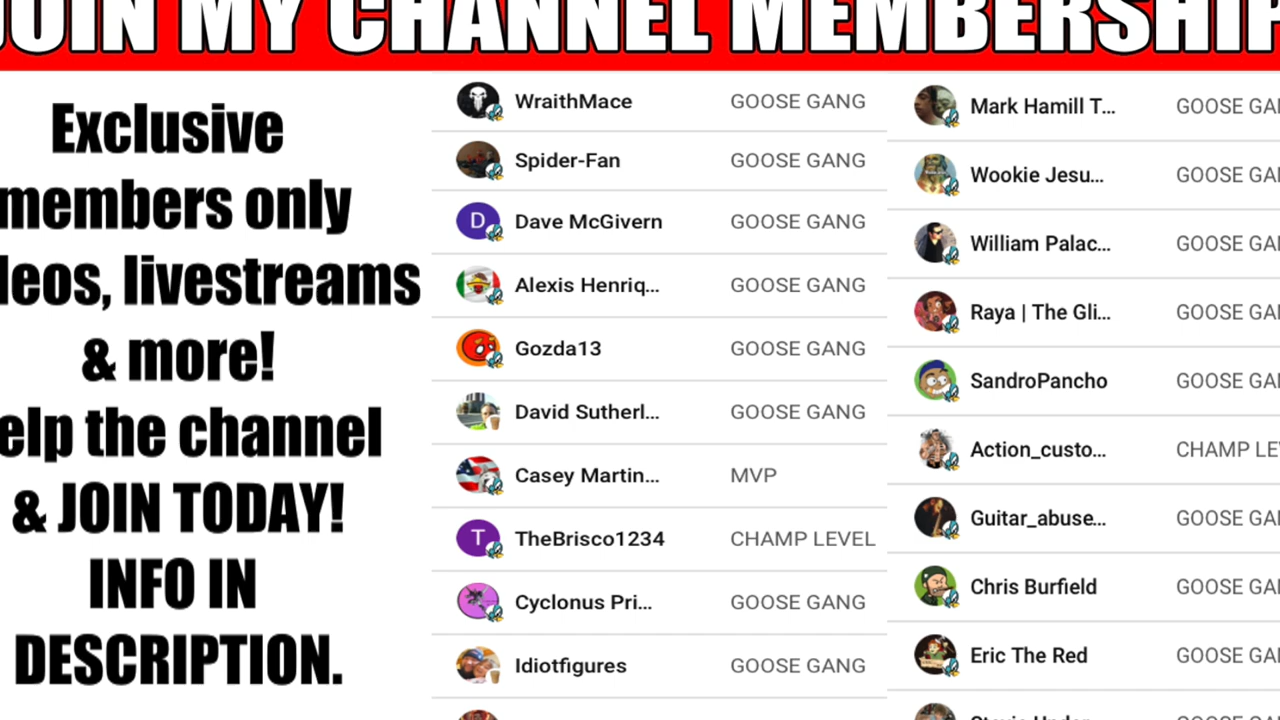 JOIN MY CHANNEL MEMBERSHIP
Exclusive
members only
deos, livestreams
& more!
elp the channel
& JOIN TODAY!
INFO IN
DESCRIPTION.
WraithMace GOOSE GANG
Spider-Fan GOOSE GANG
D Dave McGivern GOOSE GANG
Alexis Henriq... GOOSE GANG
Gozda13 GOOSE GANG
David Sutherl... GOOSE GANG
Casey Martin... MVP
T TheBrisco1234 CHAMP LEVEL
Cyclonus Pri... GOOSE GANG
Idiotfigures GOOSE GANG
Mark Hamill T... GOOSE GA
Wookie Jesu... GOOSE GA
William Palac... GOOSE GA
Raya | The Gli... GOOSE GA
SandroPancho GOOSE GA
Action_custo... CHAMP LE
Guitar_abuse... GOOSE GA
Chris Burfield GOOSE GA
Eric The Red GOOSE GA